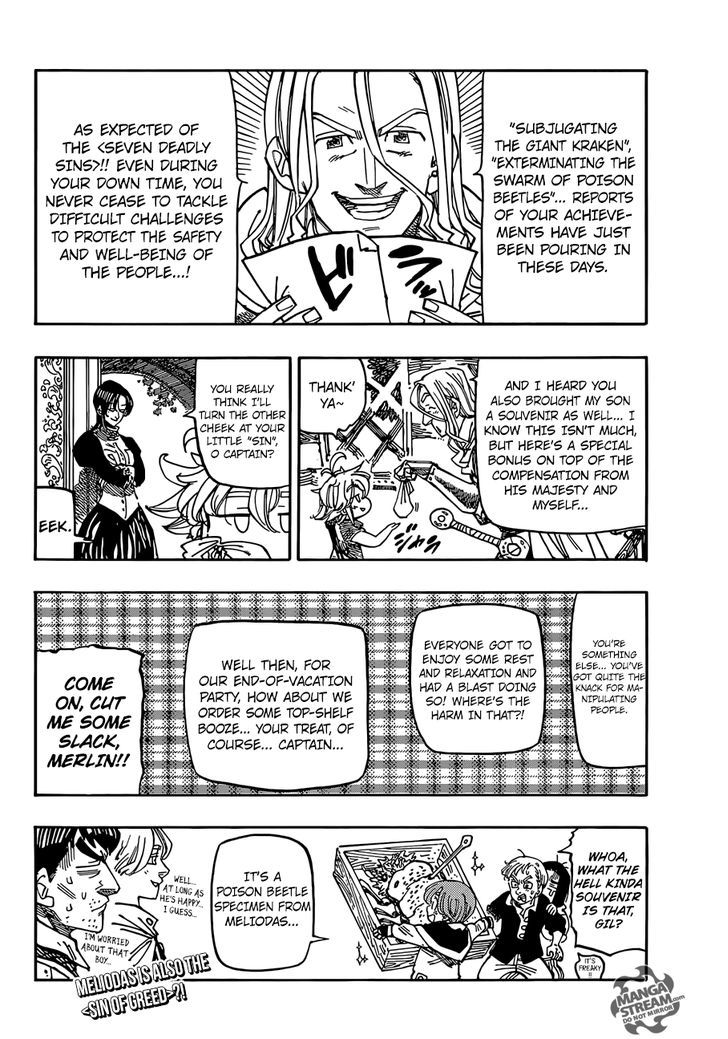 "SUBJUGATING
THE GIANT KRAKEN",
"EXTERMINATING THE
SWARM OF POISON
BEETLES"... REPORTS
OF YOUR ACHIEVE-
MENTS HAVE JUST
BEEN POURING IN
THESE DAYS.
AS EXPECTED OF
THE <SEVEN DEADLY
SINS>!! EVEN DURING
YOUR DOWN TIME, YOU
NEVER CEASE TO TACKLE
DIFFICULT CHALLENGES
TO PROTECT THE SAFETY
AND WELL-BEING OF
THE PEOPLE...!
ビラ
AND I HEARD YOU
ALSO BROUGHT MY SON
A SOUVENIR AS WELL... I
KNOW THIS ISN'T MUCH,
BUT HERE'S A SPECIAL
BONUS ON TOP OF THE
COMPENSATION FROM
HIS MAJESTY AND
MYSELF...
THANK'
YA~
ジャラ
YOU REALLY
THINK I'LL
TURN THE OTHER
CHEEK AT YOUR
LITTLE "SIN",
O CAPTAIN?
EEK.
YOU'RE
SOMETHING
ELSE... YOU'VE
GOT QUITE THE
KNACK FOR MA-
NIPULATING
PEOPLE.
EVERYONE GOT TO
ENJOY SOME REST
AND RELAXATION AND
HAD A BLAST DOING
SO! WHERE'S THE
HARM IN THAT?!
WELL THEN, FOR
OUR END-OF-VACATION
PARTY, HOW ABOUT WE
ORDER SOME TOP-SHELF
BOOZE... YOUR TREAT, OF
COURSE... CAPTAIN...
COME
ON, CUT
ME SOME
SLACK,
MERLIN!!
WHOA,
WHAT THE
HELL KINDA
SOUVENIR
IS THAT,
GIL?
IT'S
FREAKY
!!
IT'S A
POISON BEETLE
SPECIMEN FROM
MELIODAS...
WELL...
AT LONG AS
HE'S HAPPY...
I GUESS...
I'M WORRIED
ABOUT THAT
BOY...
MELIODAS IS ALSO THE
<SIN OF GREED>?!
MANGA
STREAM.com
DO NOT MIRROR